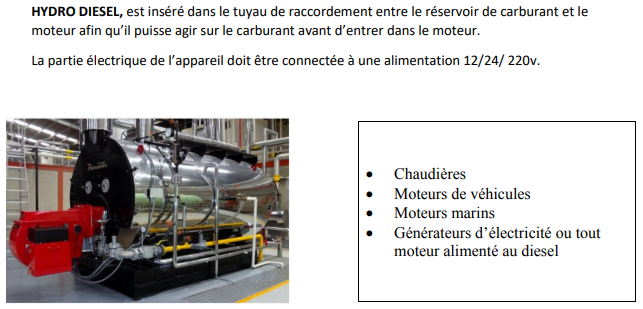 HYDRO DIESEL, est inséré dans le tuyau de raccordement entre le réservoir de carburant et le
moteur afin qu’il puisse agir sur le carburant avant d’entrer dans le moteur.
La partie électrique de l’appareil doit être connectée à une alimentation 12/24/ 220v.
• Chaudières
• Moteurs de véhicules
• Moteurs marins
• Générateurs d’électricité ou tout
moteur alimenté au diesel